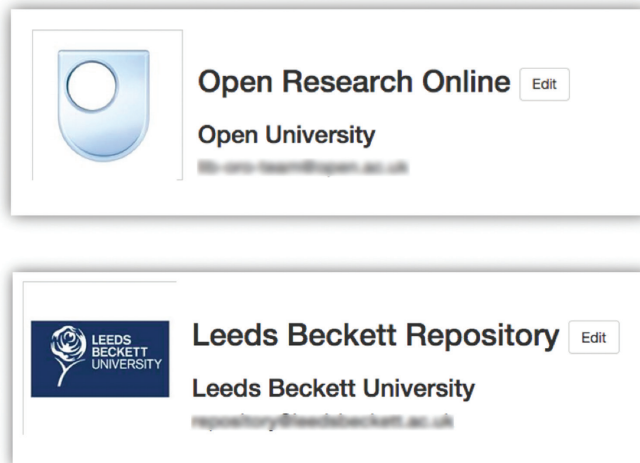 Open Research Online Edit
Open University
LEEDS
BECKETT
UNIVERSITY
Leeds Beckett Repository Edit
Leeds Beckett University